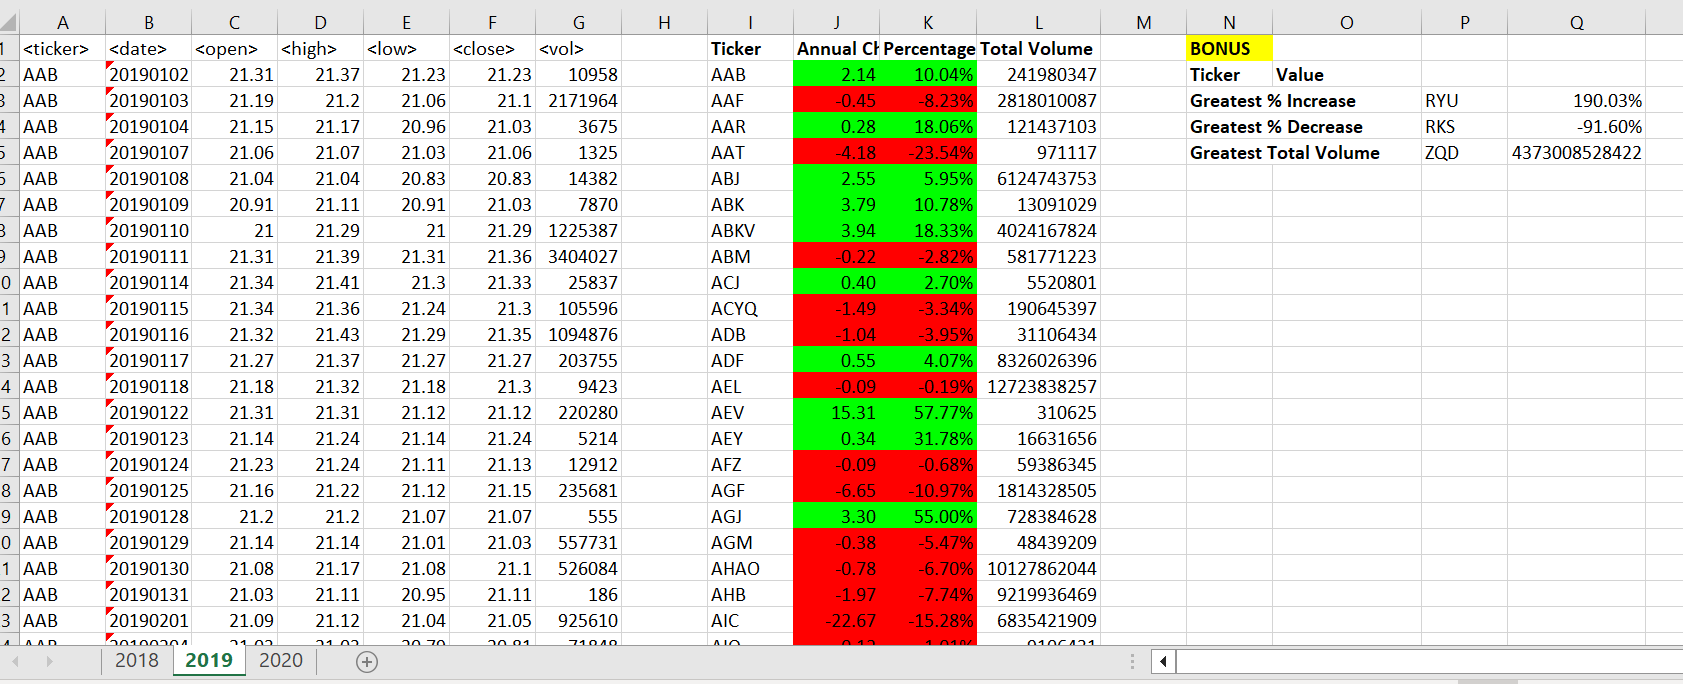 A B C D E F G H I J K L M N O P Q
1 <ticker> <date> <open> <high> <low> <close> <vol> Ticker Annual Ch Percentage Total Volume BONUS
2 AAB 20190102 21.31 21.37 21.23 21.23 10958 AAB 2.14 10.04% 241980347 Ticker Value
3 AAB 20190103 21.19 21.2 21.06 21.1 2171964 AAF -0.45 -8.23% 2818010087 Greatest % Increase RYU 190.03%
4 AAB 20190104 21.15 21.17 20.96 21.03 3675 AAR 0.28 18.06% 121437103 Greatest % Decrease RKS -91.60%
5 AAB 20190107 21.06 21.07 21.03 21.06 1325 AAT -4.18 -23.54% 971117 Greatest Total Volume ZQD 4373008528422
6 AAB 20190108 21.04 21.04 20.83 20.83 14382 ABJ 2.55 5.95% 6124743753
7 AAB 20190109 20.91 21.11 20.91 21.03 7870 ABK 3.79 10.78% 13091029
8 AAB 20190110 21 21.29 21 21.29 1225387 ABKV 3.94 18.33% 4024167824
9 AAB 20190111 21.31 21.39 21.31 21.36 3404027 ABM -0.22 -2.82% 581771223
0 AAB 20190114 21.34 21.41 21.3 21.33 25837 ACJ 0.40 2.70% 5520801
1 AAB 20190115 21.34 21.36 21.24 21.3 105596 ACYQ -1.49 -3.34% 190645397
2 AAB 20190116 21.32 21.43 21.29 21.35 1094876 ADB -1.04 -3.95% 31106434
3 AAB 20190117 21.27 21.37 21.27 21.27 203755 ADF 0.55 4.07% 8326026396
4 AAB 20190118 21.18 21.32 21.18 21.3 9423 AEL -0.09 -0.19% 12723838257
5 AAB 20190122 21.31 21.31 21.12 21.12 220280 AEV 15.31 57.77% 310625
6 AAB 20190123 21.14 21.24 21.14 21.24 5214 AEY 0.34 31.78% 16631656
7 AAB 20190124 21.23 21.24 21.11 21.13 12912 AFZ -0.09 -0.68% 59386345
8 AAB 20190125 21.16 21.22 21.12 21.15 235681 AGF -6.65 -10.97% 1814328505
9 AAB 20190128 21.2 21.2 21.07 21.07 555 AGJ 3.30 55.00% 728384628
0 AAB 20190129 21.14 21.14 21.01 21.03 557731 AGM -0.38 -5.47% 48439209
1 AAB 20190130 21.08 21.17 21.08 21.1 526084 AHAO -0.78 -6.70% 10127862044
2 AAB 20190131 21.03 21.11 20.95 21.11 186 AHB -1.97 -7.74% 9219936469
3 AAB 20190201 21.09 21.12 21.04 21.05 925610 AIC -22.67 -15.28% 6835421909
2018 2019 2020